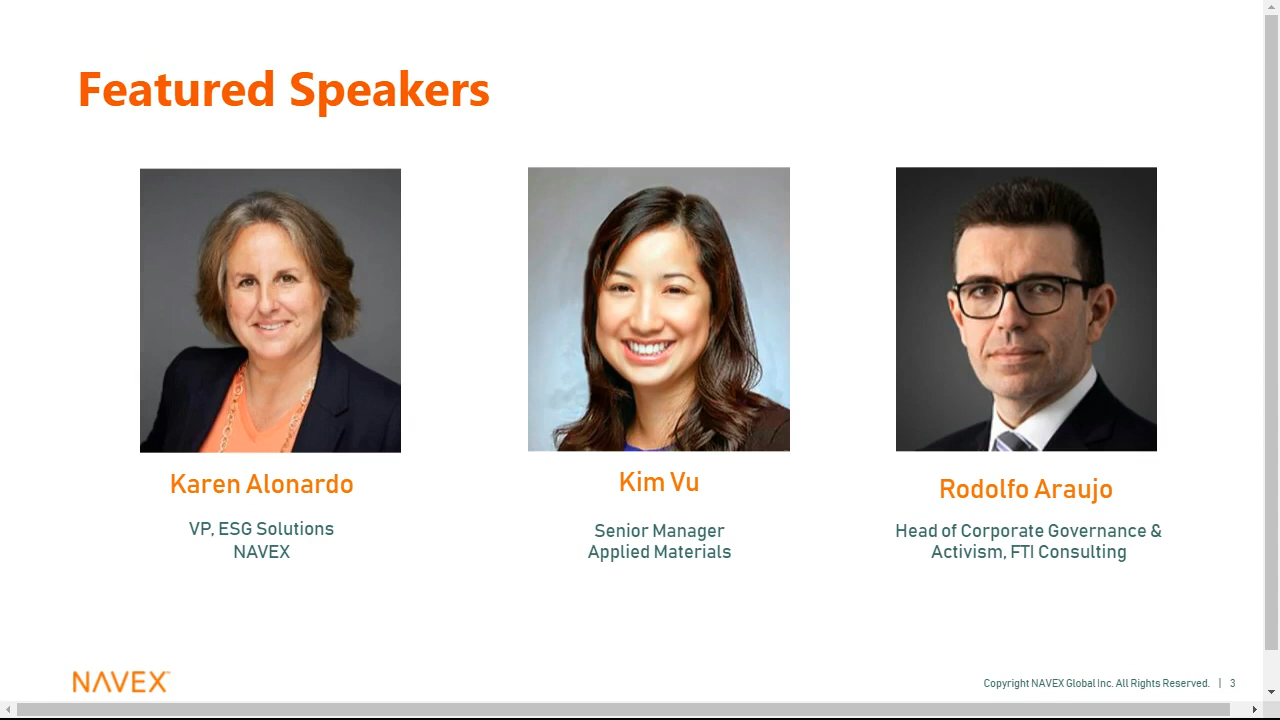 Featured Speakers
Karen Alonardo
VP, ESG Solutions
NAVEX
Kim Vu
Senior Manager
Applied Materials
Rodolfo Araujo
Head of Corporate Governance &
Activism, FTI Consulting
NAVEX™
Copyright NAVEX Global Inc. All Rights Reserved. | 3